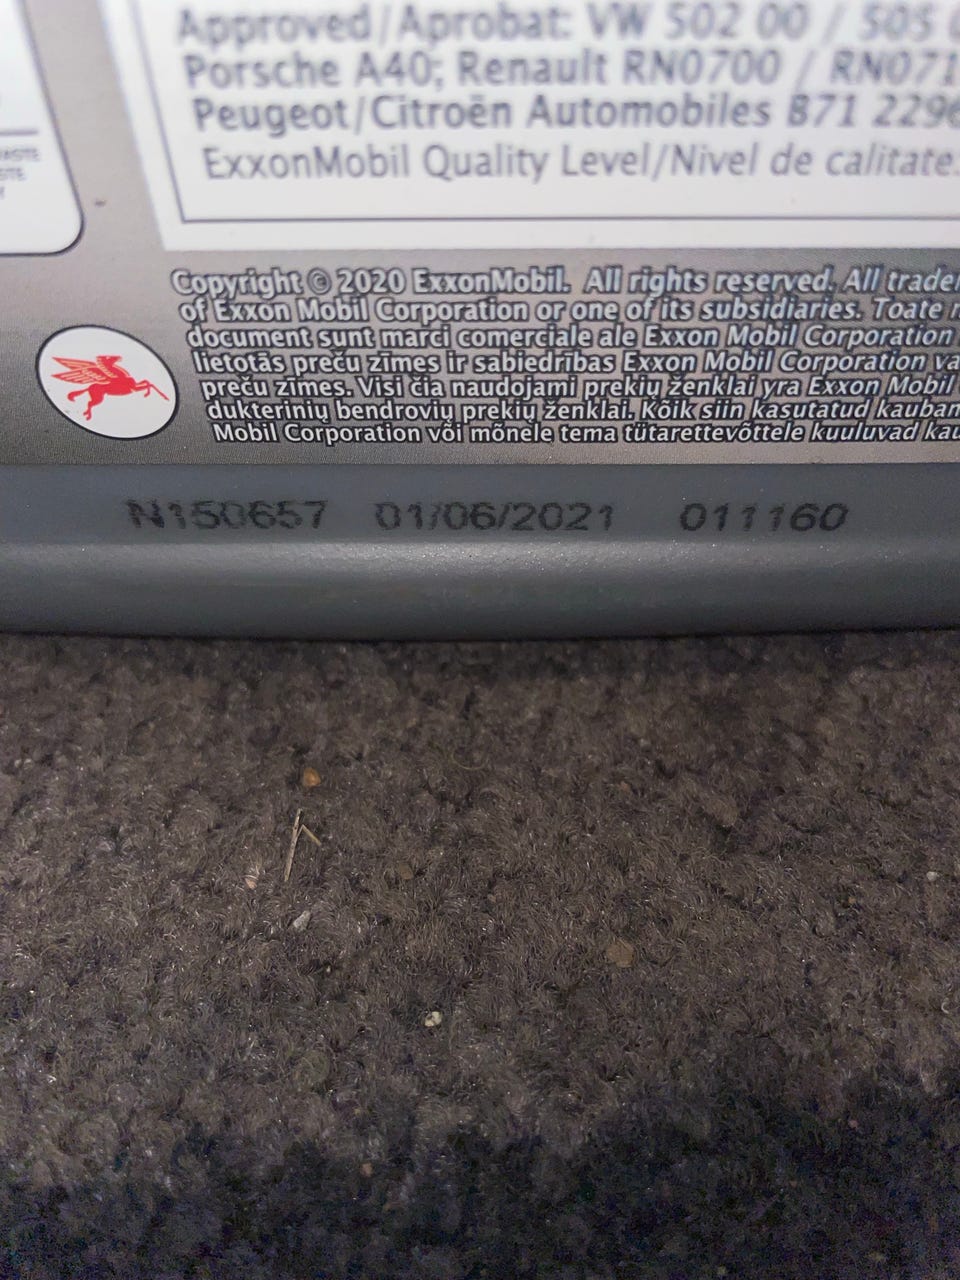 Approved/Aprobat: VW 502 00 / 505 0
Porsche A40; Renault RN0700 / RN071
Peugeot/Citroën Automobiles B71 2296
ExxonMobil Quality Level/Nivel de calitate:
Copyright © 2020 ExxonMobil. All rights reserved. All tradem
of Exxon Mobil Corporation or one of its subsidiaries. Toate
document sunt mărci comerciale ale Exxon Mobil Corporation
lietotās preču zīmes ir sabiedrības Exxon Mobil Corporation va
preču zīmes. Visi čia naudojami prekių ženklai yra Exxon Mobil
dukterinių bendrovių prekių ženklai. Kõik siin kasutatud kauban
Mobil Corporation või mõnele tema tütarettevõttele kuuluvad kau
N150657 01/06/2021 011160